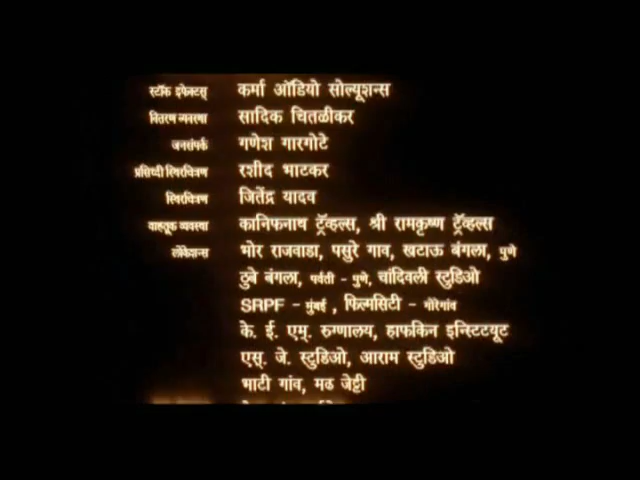 स्टॉक इफेक्टस् कर्मा ऑडियो सोल्यूशन्स
वितरण व्यवस्था सादिक चितळीकर
जनसंपर्क गणेश गारगोटे
प्रसिध्दी स्थिरचित्रण रशीद भाटकर
स्थिरचित्रण जितेंद्र यादव
वाहतूक व्यवस्था कानिफनाथ ट्रॅव्हल्स, श्री रामकृष्ण ट्रॅव्हल्स
लोकेशन्स भोर राजवाडा, पसुरे गाव, खटाऊ बंगला, पुणे
ठुबे बंगला, पर्वती - पुणे, चांदिवली स्टुडिओ
SRPF - मुंबई , फिल्मसिटी - गोरेगांव
के. ई. एम्. रुग्णालय, हाफकिन इन्स्टिटयूट
एस्. जे. स्टुडिओ, आराम स्टुडिओ
भाटी गांव, मढ जेट्टी